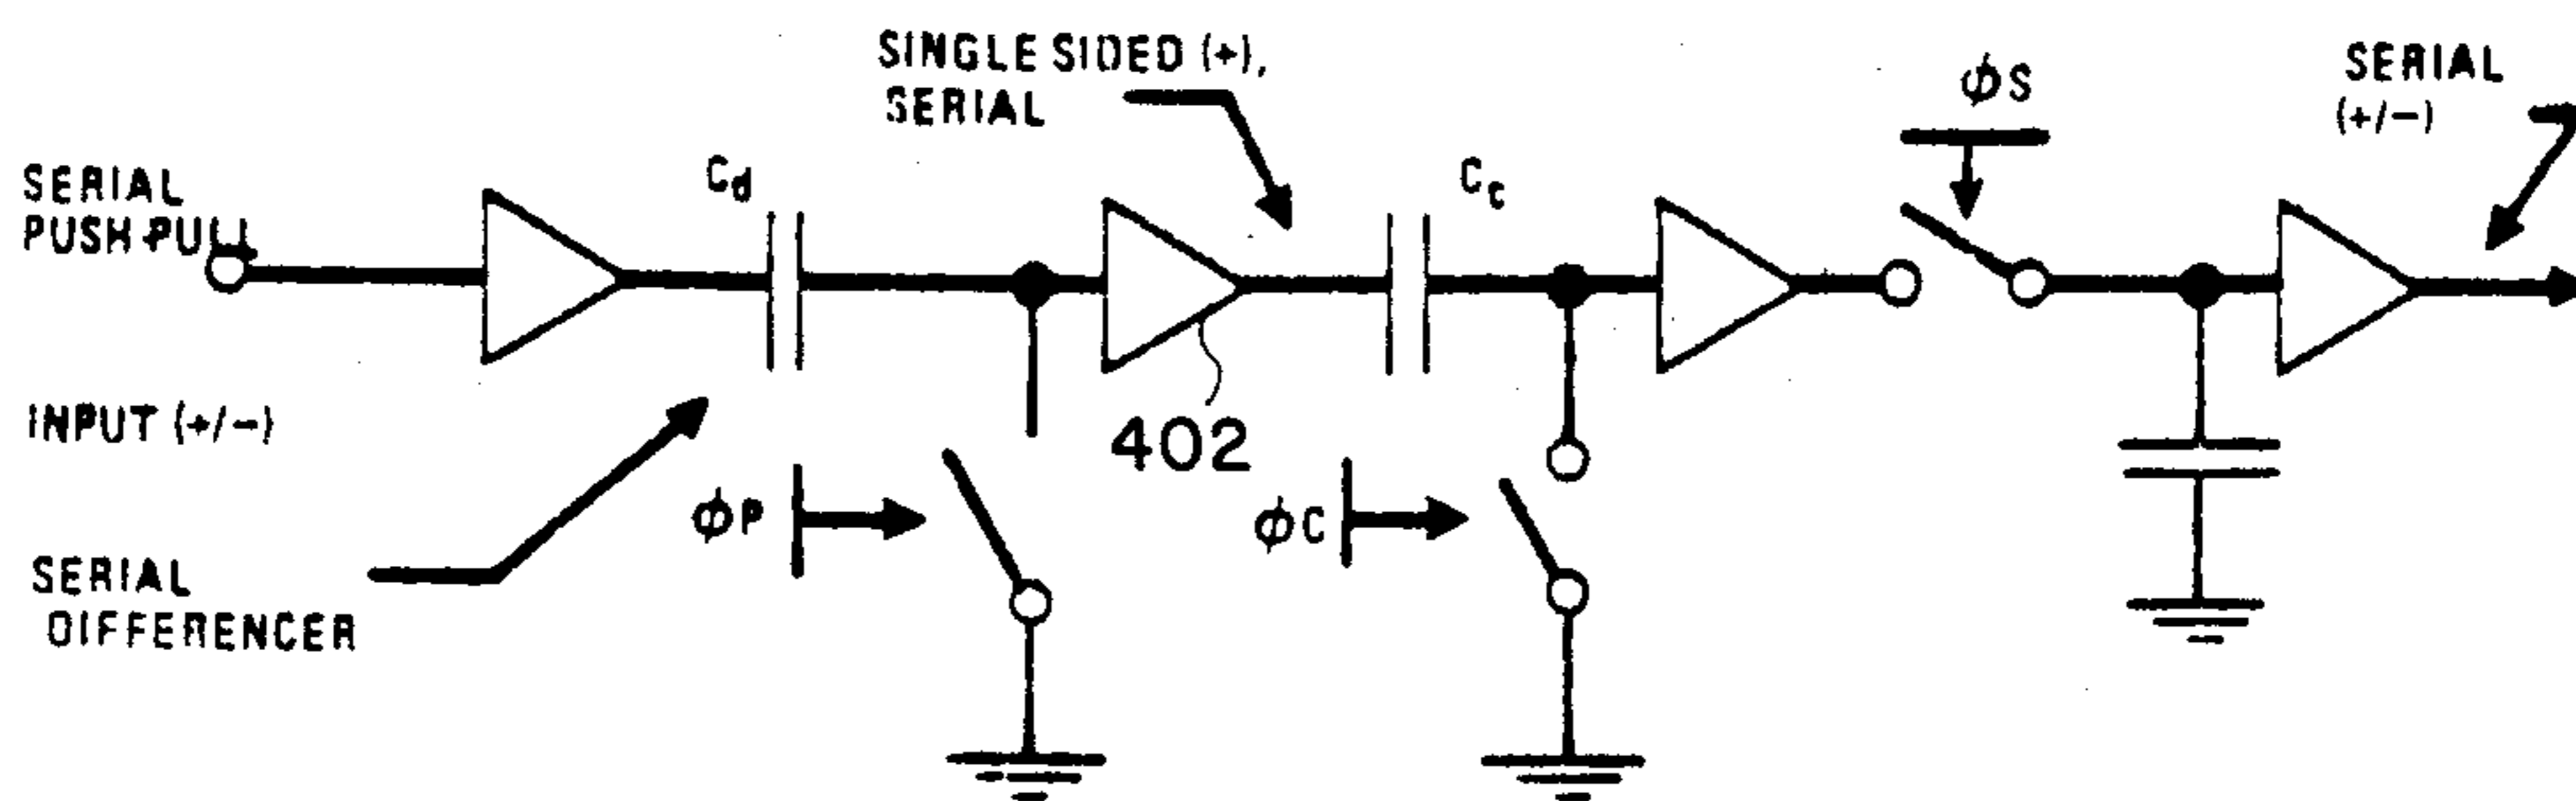 SINGLE SIDED (+),
SERIAL
ϕS
SERIAL
(+/−)
SERIAL
PUSH-PULL
Cd
Cc
INPUT (+/−)
402
ϕP
ϕC
SERIAL
DIFFERENCER